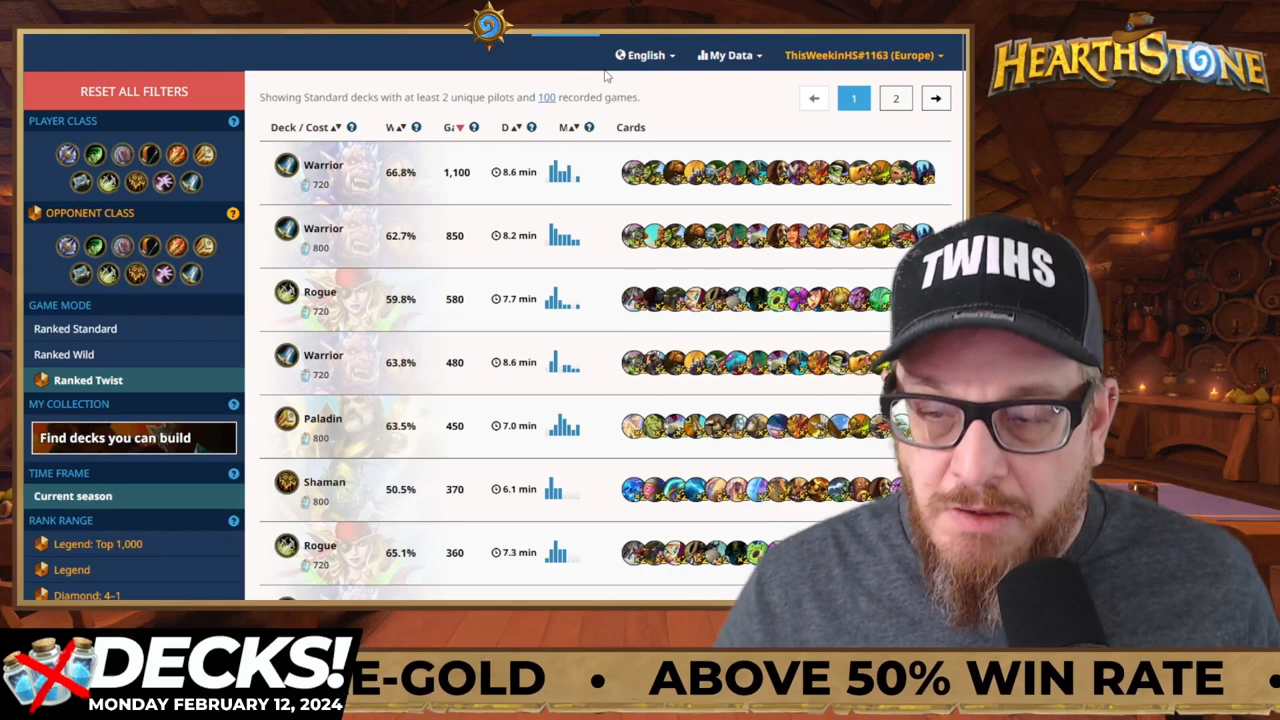 HEARTHSTONE
English
My Data
ThisWeekinHS#1163 (Europe)
RESET ALL FILTERS
PLAYER CLASS
OPPONENT CLASS
GAME MODE
Ranked Standard
Ranked Wild
Ranked Twist
MY COLLECTION
Find decks you can build
TIME FRAME
Current season
RANK RANGE
Legend: Top 1,000
Legend
Diamond: 4–1
Showing Standard decks with at least 2 unique pilots and 100 recorded games.
1 2
Deck / Cost W G D M Cards
Warrior 66.8% 1,100 8.6 min
720
Warrior 62.7% 850 8.2 min
800
Rogue 59.8% 580 7.7 min
720
Warrior 63.8% 480 8.6 min
720
Paladin 63.5% 450 7.0 min
800
Shaman 50.5% 370 6.1 min
800
Rogue 65.1% 360 7.3 min
720
TWIHS
DECKS!
MONDAY FEBRUARY 12, 2024
E-GOLD • ABOVE 50% WIN RATE •